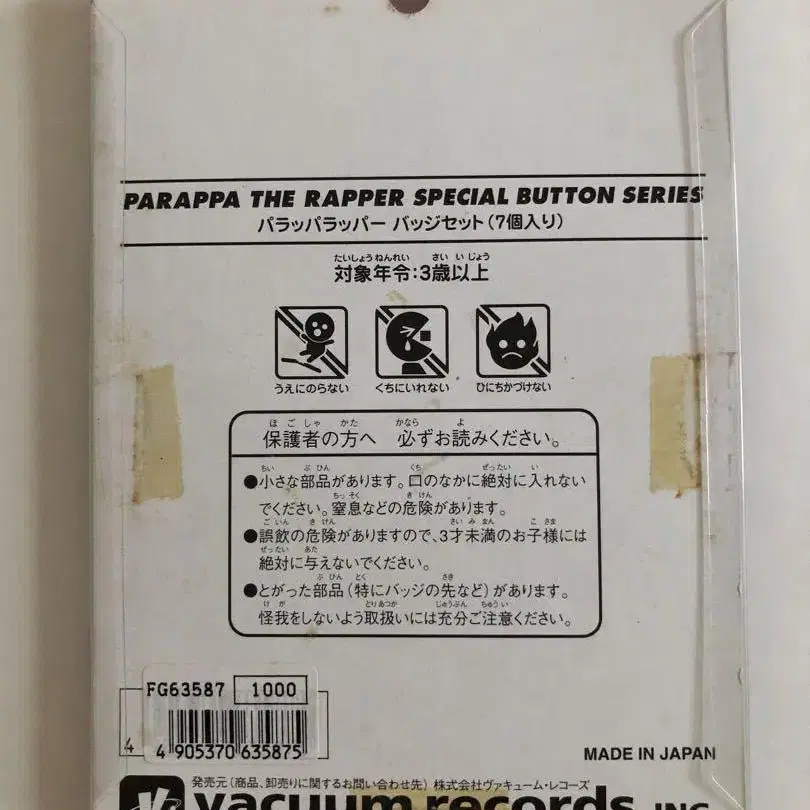 PARAPPA THE RAPPER SPECIAL BUTTON SERIES
パラッパラッパー バッジセット(7個入り)
たいしょうねんれい さいいじょう
対象年令:3歳以上
うえにのらない くちにいれない ひにちかづけない
ほごしゃ かた かなら よ
保護者の方へ 必ずお読みください。
ちい ぶひん くち ぜったい い
●小さな部品があります。口のなかに絶対に入れない
ちっそく きけん
でください。窒息などの危険があります。
ごいん きけん さいみまん こさま
●誤飲の危険がありますので、3才未満のお子様には
ぜったい あた
絶対に与えないでください。
ぶひん とく さき
●とがった部品(特にバッジの先など)があります。
けが とりあつか じゅうぶん ちゅうい
怪我をしないよう取扱いには充分ご注意ください。
FG63587 1000
4
4 905370 635875
MADE IN JAPAN
発売元(商品、卸売りに関するお問い合わせ先) 株式会社ヴァキューム・レコーズ
vacuum records, INC